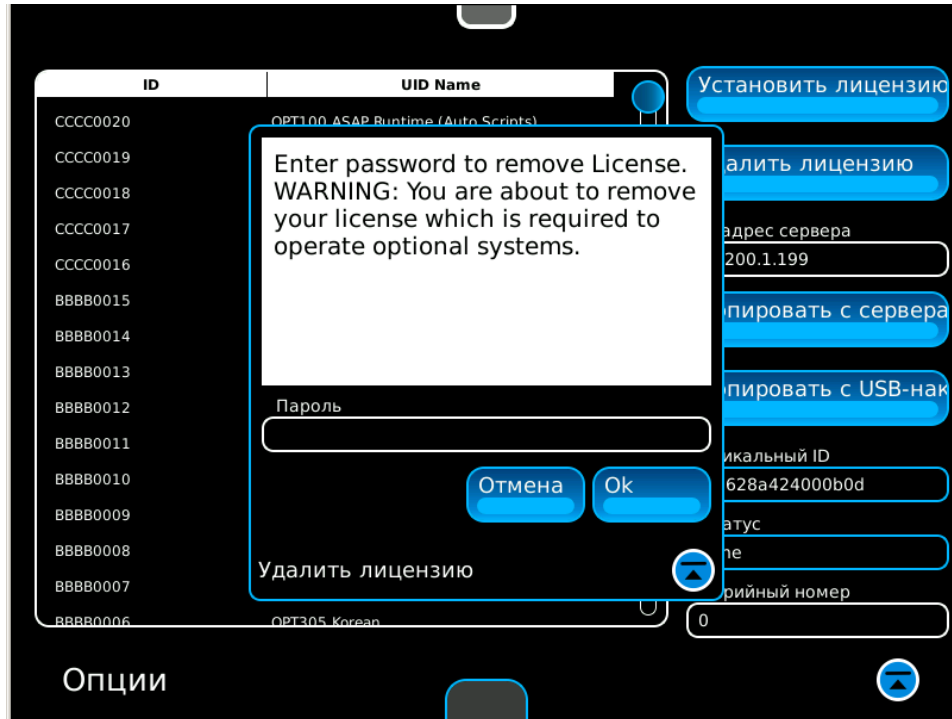 ID UID Name
CCCC0020 OPT100 ASAP Runtime (Auto Scripts)
CCCC0019
CCCC0018
CCCC0017
CCCC0016
BBBB0015
BBBB0014
BBBB0013
BBBB0012
BBBB0011
BBBB0010
BBBB0009
BBBB0008
BBBB0007
BBBB0006 OPT305 Korean
Enter password to remove License.
WARNING: You are about to remove
your license which is required to
operate optional systems.
Пароль
Отмена Ok
Удалить лицензию
Установить лицензию
алить лицензию
адрес сервера
200.1.199
пировать с сервера
пировать с USB-нак
икальный ID
628a424000b0d
атус
ne
рийный номер
0
Опции